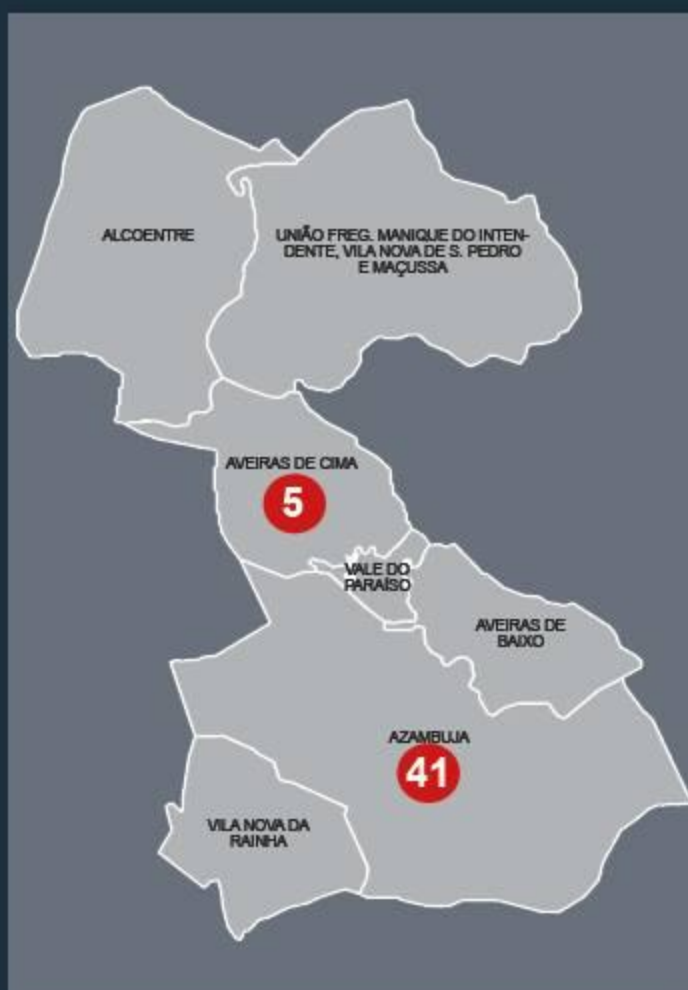 ALCOENTRE
UNIÃO FREG. MANIQUE DO INTEN-
DENTE, VILA NOVA DE S. PEDRO
E MAÇUSSA
AVEIRAS DE CIMA
5
VALE DO
PARAÍSO
AVEIRAS DE
BAIXO
AZAMBUJA
41
VILA NOVA DA
RAINHA